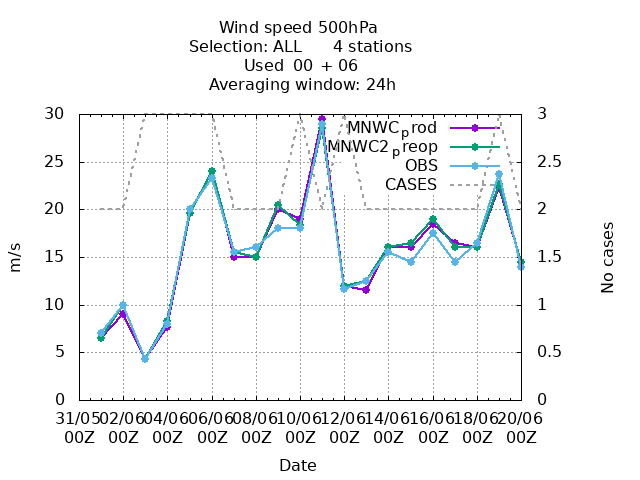 Wind speed 500hPa
Selection: ALL 4 stations
Used 00 + 06
Averaging window: 24h
30 3
MNWCprod
MNWC2preop
25 2.5
OBS
CASES
20 2
15 1.5
10 1
5 0.5
0 0
m/s
No cases
31/05 02/06 04/06 06/06 08/06 10/06 12/06 14/06 16/06 18/06 20/06
00Z 00Z 00Z 00Z 00Z 00Z 00Z 00Z 00Z 00Z 00Z
Date